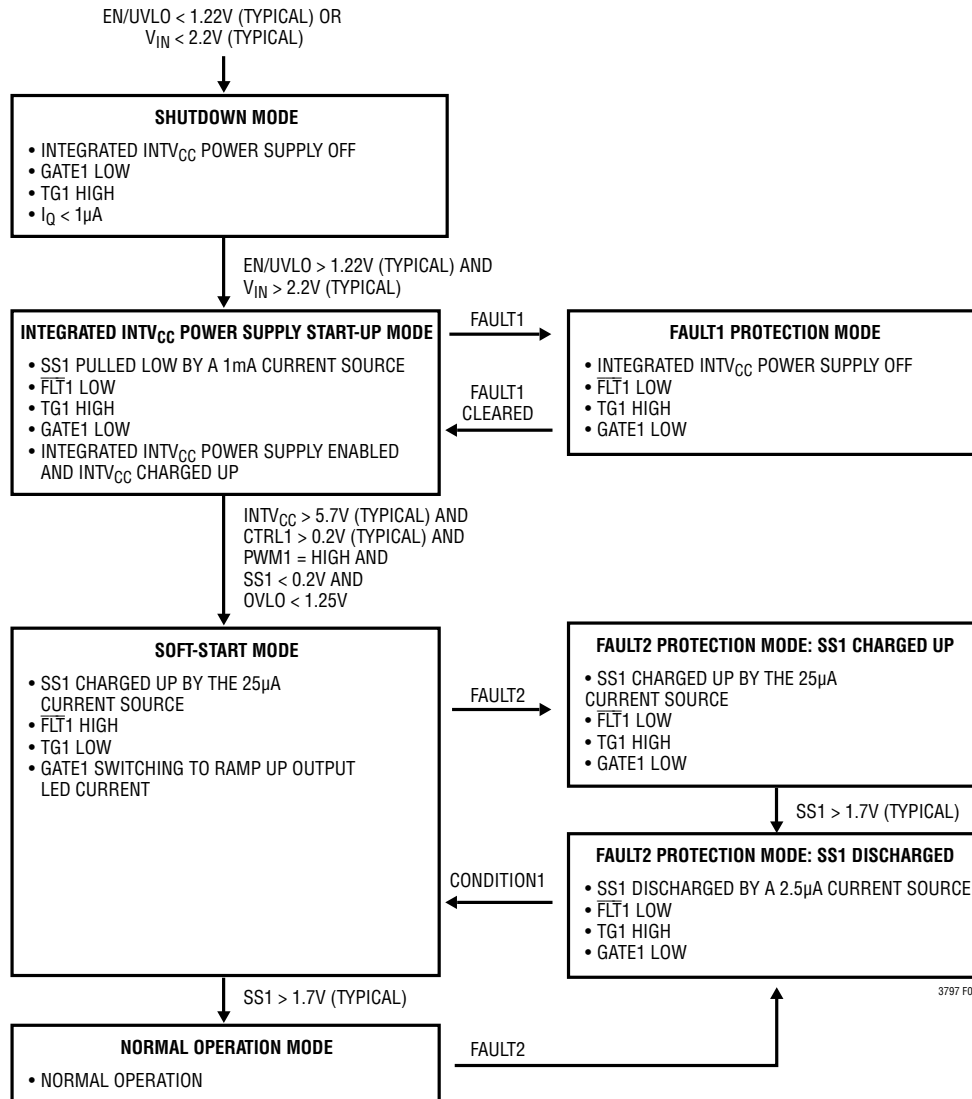 EN/UVLO < 1.22V (TYPICAL) OR
VIN < 2.2V (TYPICAL)
SHUTDOWN MODE
• INTEGRATED INTVCC POWER SUPPLY OFF
• GATE1 LOW
• TG1 HIGH
• IQ < 1µA
EN/UVLO > 1.22V (TYPICAL) AND
VIN > 2.2V (TYPICAL)
INTEGRATED INTVCC POWER SUPPLY START-UP MODE
• SS1 PULLED LOW BY A 1mA CURRENT SOURCE
• F̅L̅T̅1 LOW
• TG1 HIGH
• GATE1 LOW
• INTEGRATED INTVCC POWER SUPPLY ENABLED
AND INTVCC CHARGED UP
FAULT1
FAULT1
CLEARED
FAULT1 PROTECTION MODE
• INTEGRATED INTVCC POWER SUPPLY OFF
• F̅L̅T̅1 LOW
• TG1 HIGH
• GATE1 LOW
INTVCC > 5.7V (TYPICAL) AND
CTRL1 > 0.2V (TYPICAL) AND
PWM1 = HIGH AND
SS1 < 0.2V AND
OVLO < 1.25V
SOFT-START MODE
• SS1 CHARGED UP BY THE 25µA
CURRENT SOURCE
• F̅L̅T̅1 HIGH
• TG1 LOW
• GATE1 SWITCHING TO RAMP UP OUTPUT
LED CURRENT
FAULT2
FAULT2 PROTECTION MODE: SS1 CHARGED UP
• SS1 CHARGED UP BY THE 25µA
CURRENT SOURCE
• F̅L̅T̅1 LOW
• TG1 HIGH
• GATE1 LOW
SS1 > 1.7V (TYPICAL)
FAULT2 PROTECTION MODE: SS1 DISCHARGED
• SS1 DISCHARGED BY A 2.5µA CURRENT SOURCE
• F̅L̅T̅1 LOW
• TG1 HIGH
• GATE1 LOW
CONDITION1
3797 F0
SS1 > 1.7V (TYPICAL)
NORMAL OPERATION MODE
• NORMAL OPERATION
FAULT2